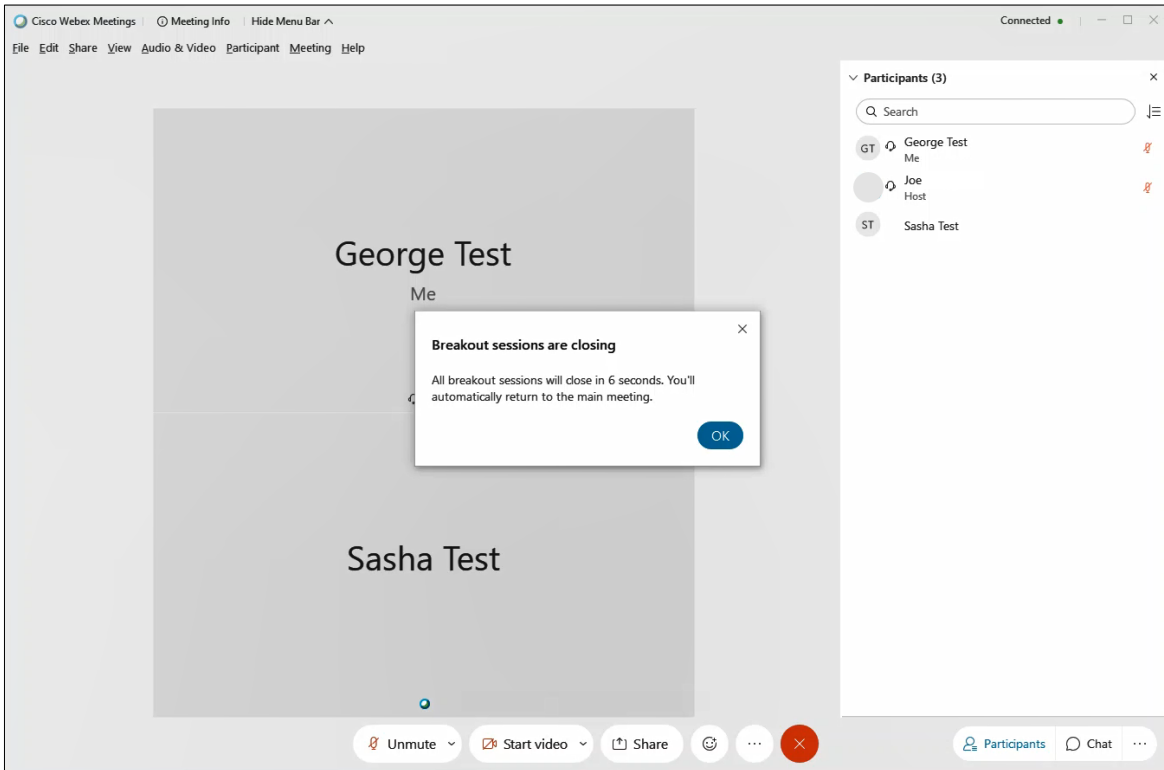 Cisco Webex Meetings Meeting Info Hide Menu Bar Connected
File Edit Share View Audio & Video Participant Meeting Help
Participants (3)
Search
GT George Test
Me
Joe
Host
ST Sasha Test
George Test
Me
Breakout sessions are closing
All breakout sessions will close in 6 seconds. You'll
automatically return to the main meeting.
OK
Sasha Test
Unmute Start video Share Participants Chat